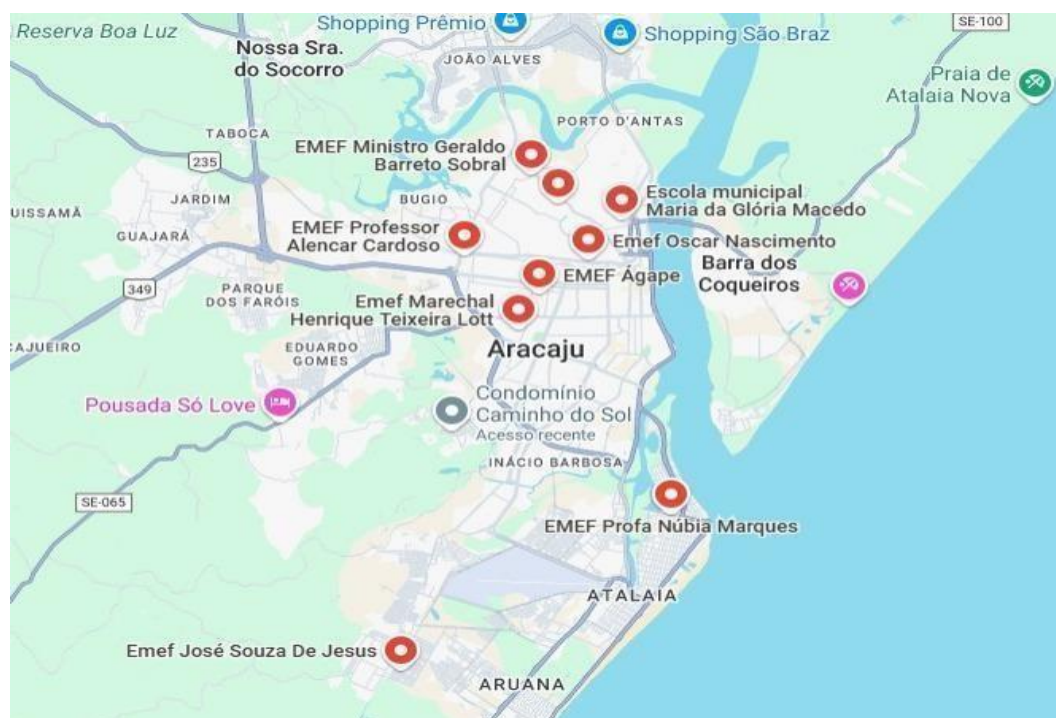 Shopping Prêmio
SE-100
Reserva Boa Luz
Shopping São Braz
Nossa Sra.
do Socorro
JOÃO ALVES
Praia de
Atalaia Nova
TABOCA
PORTO D'ANTAS
EMEF Ministro Geraldo
Barreto Sobral
235
JARDIM
BUGIO
Escola municipal
Maria da Glória Macedo
UISSAMÃ
GUAJARÁ
EMEF Professor
Alencar Cardoso
Emef Oscar Nascimento
Barra dos
Coqueiros
EMEF Ágape
349
PARQUE
DOS FARÓIS
Emef Marechal
Henrique Teixeira Lott
CAJUEIRO
EDUARDO
GOMES
Aracaju
Pousada Só Love
Condomínio
Caminho do Sol
Acesso recente
INÁCIO BARBOSA
SE-065
EMEF Profa Núbia Marques
ATALAIA
Emef José Souza De Jesus
ARUANA